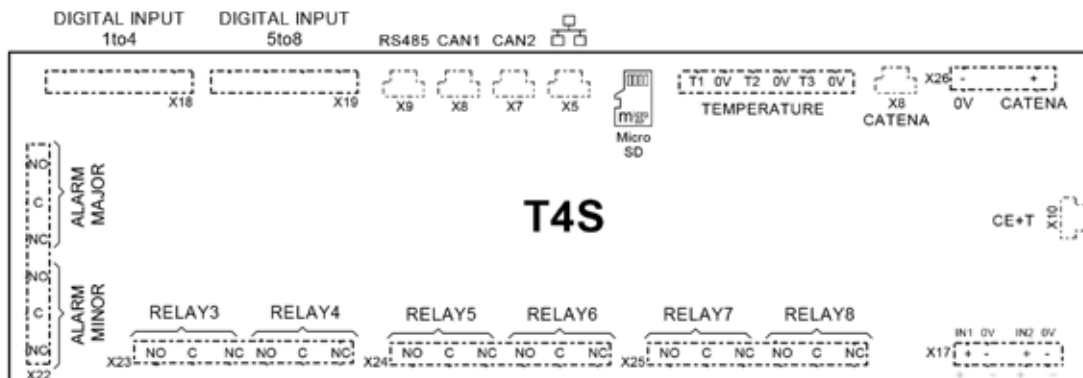 DIGITAL INPUT
1to4
DIGITAL INPUT
5to8
RS485 CAN1 CAN2
X18
X19
X9
X8
X7
X5
Micro
SD
T1 0V T2 0V T3 0V
TEMPERATURE
X8
CATENA
X26
- +
0V CATENA
NO
C
NC
ALARM
MAJOR
NO
C
NC
ALARM
MINOR
X22
T4S
CE+T
X10
RELAY3
RELAY4
X23
NO C NC NO C NC
RELAY5
RELAY6
X24
NO C NC NO C NC
RELAY7
RELAY8
X25
NO C NC NO C NC
IN1 0V IN2 0V
X17
+ - + -
+ - + -